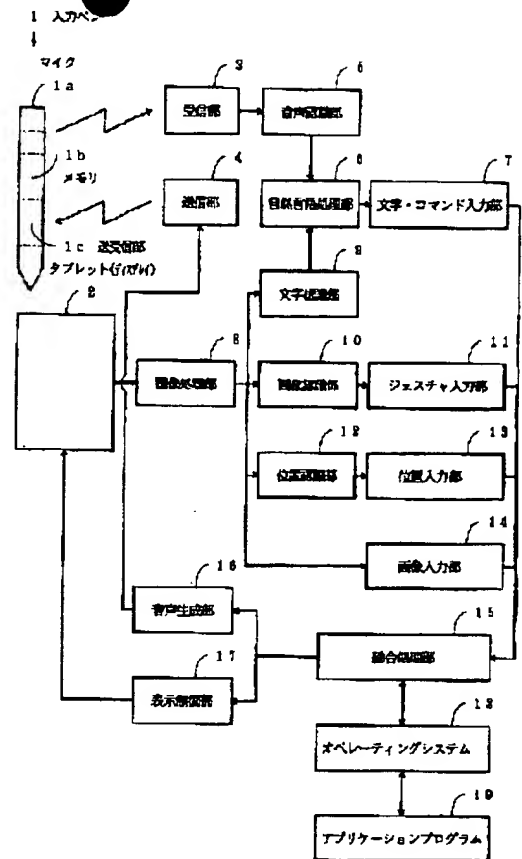 1 入力ペン
マイク
1a
1b
メモリ
1c 送受信部
タブレット(ディスプレイ)
2
3
受信部
5
音声認識部
4
送信部
6
自然言語処理部
7
文字・コマンド入力部
9
文字認識部
8
画像処理部
10
画像認識部
11
ジェスチャ入力部
12
位置認識部
13
位置入力部
14
画像入力部
16
音声生成部
15
統合処理部
17
表示制御部
18
オペレーティングシステム
19
アプリケーションプログラム